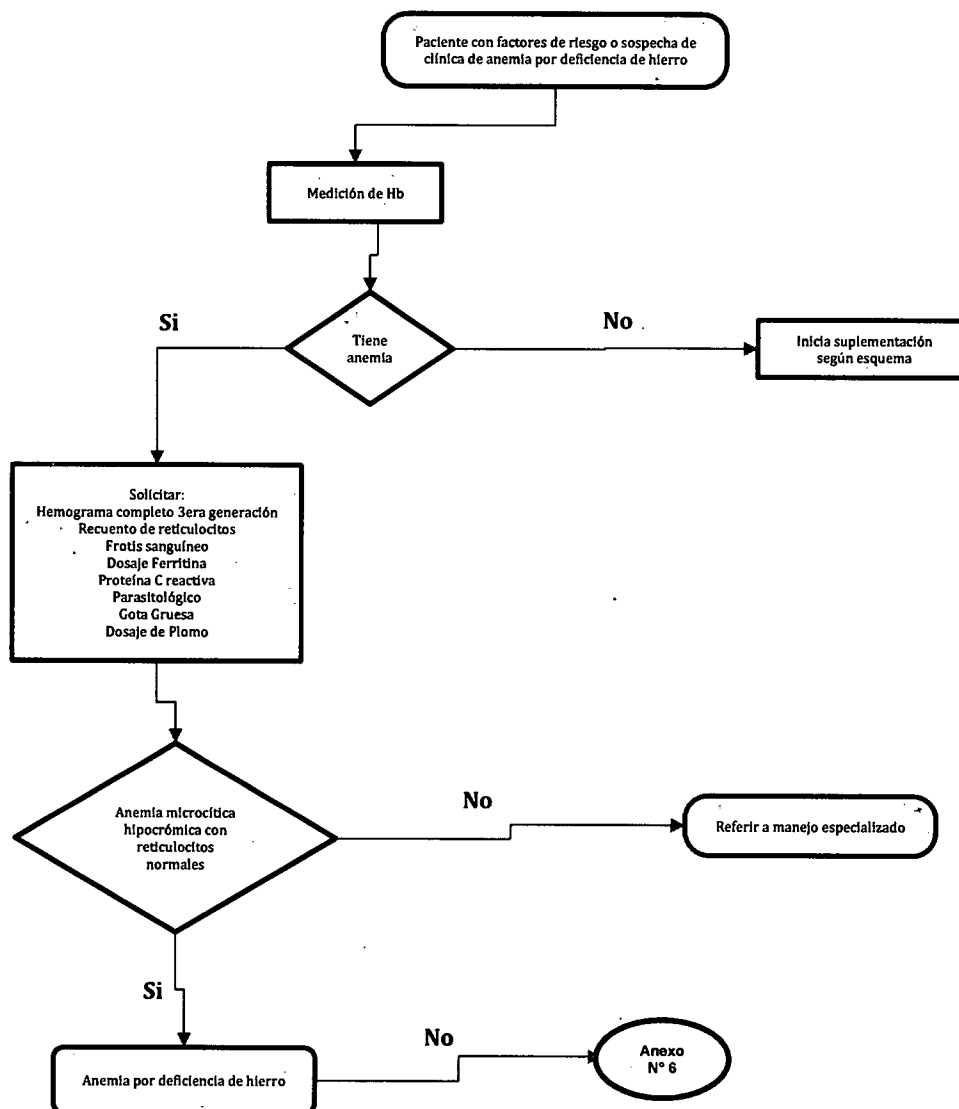 Paciente con factores de riesgo o sospecha de
clínica de anemia por deficiencia de hierro
Medición de Hb
Si
No
Tiene
anemia
Inicia suplementación
según esquema
Solicitar:
Hemograma completo 3era generación
Recuento de reticulocitos
Frotis sanguíneo
Dosaje Ferritina
Proteína C reactiva
Parasitológico
Gota Gruesa
Dosaje de Plomo
Anemia microcítica
hipocrómica con
reticulocitos
normales
No
Referir a manejo especializado
Si
Anemia por deficiencia de hierro
No
Anexo
N° 6